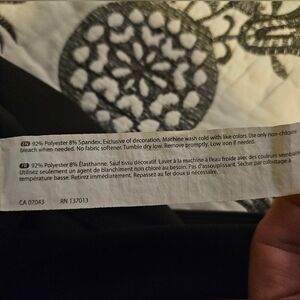 EN 92% Polyester 8% Spandex, Exclusive of decoration, Machine wash cold with like colors. Use only non-chlorine
bleach when needed. No fabric softener. Tumble dry low. Remove promptly. Low iron if needed.
FR 92% Polyester 8% Élasthanne, Sauf tissu décoratif. Laver à la machine à l'eau froide avec des couleurs
Utilisez seulement un agent de blanchiment non chloré au besoin. Pas d'assouplissant. Sécher par culbutage à
température basse. Retirez immédiatement. Repassez au fer doux si nécessaire.
CA 07043 RN 137013